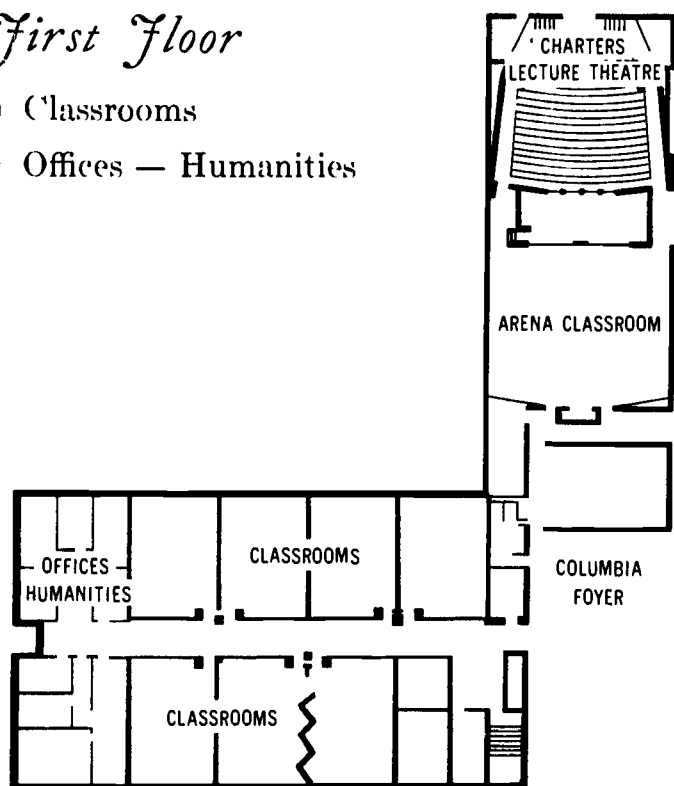 First Floor
Classrooms
Offices — Humanities
CHARTERS
LECTURE THEATRE
ARENA CLASSROOM
OFFICES
HUMANITIES
CLASSROOMS
COLUMBIA
FOYER
CLASSROOMS